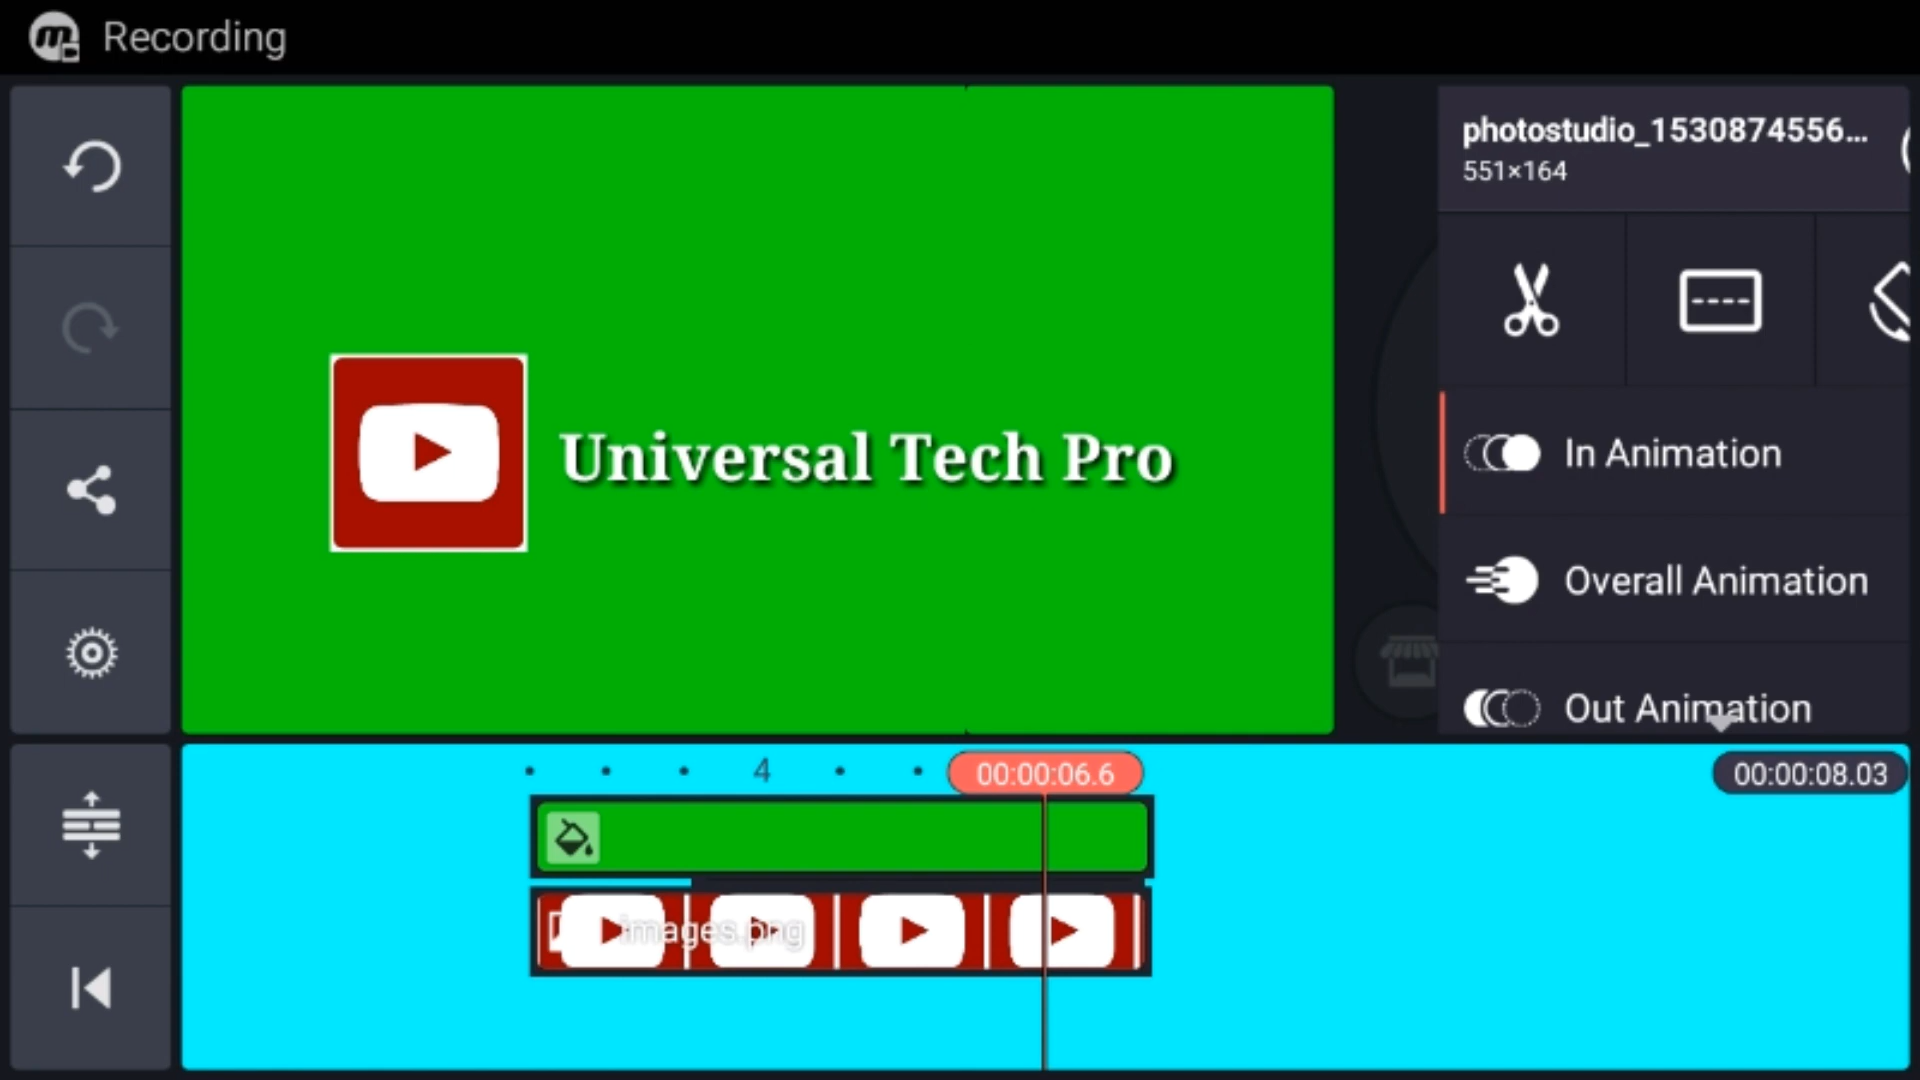 Recording
photostudio_1530874556...
551×164
In Animation
Overall Animation
Out Animation
Universal Tech Pro
4
00:00:06.6
00:00:08.03
images.png